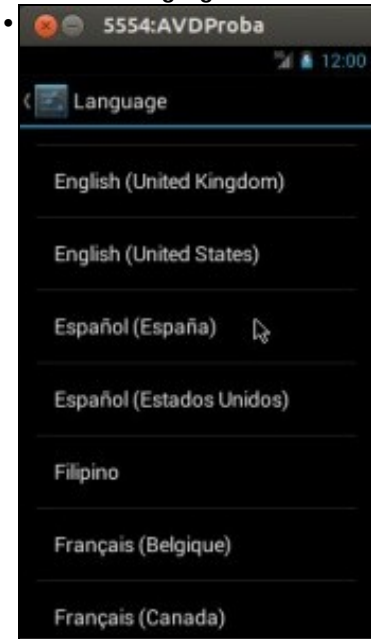 5554:AVDProba
12:00
Language
English (United Kingdom)
English (United States)
Español (España)
Español (Estados Unidos)
Filipino
Français (Belgique)
Français (Canada)